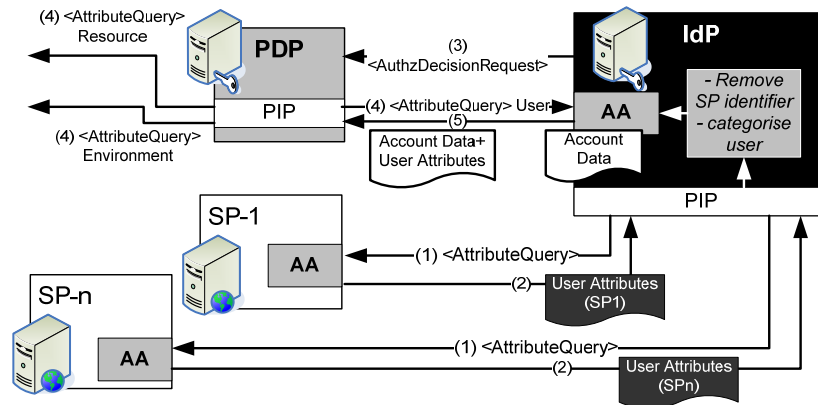 (4) <AttributeQuery>
Resource
PDP
(3)
<AuthzDecisionRequest>
IdP
- Remove
SP identifier
- categorise
user
PIP
(4) <AttributeQuery> User
AA
(5)
(4) <AttributeQuery>
Environment
Account Data+
User Attributes
Account
Data
PIP
SP-1
AA
(1) <AttributeQuery>
(2)
User Attributes
(SP1)
SP-n
AA
(1) <AttributeQuery>
(2)
User Attributes
(SPn)